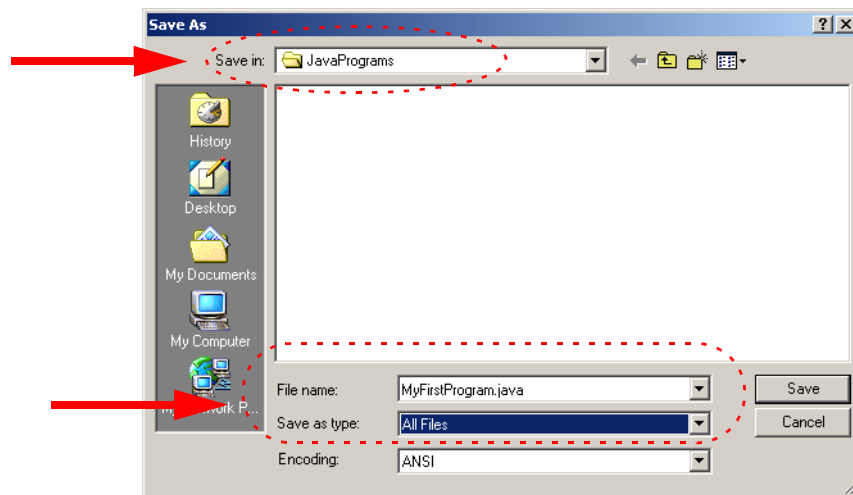 Save As
Save in:
JavaPrograms
History
Desktop
My Documents
My Computer
File name:
MyFirstProgram.java
Save
Save as type:
All Files
Cancel
Encoding:
ANSI